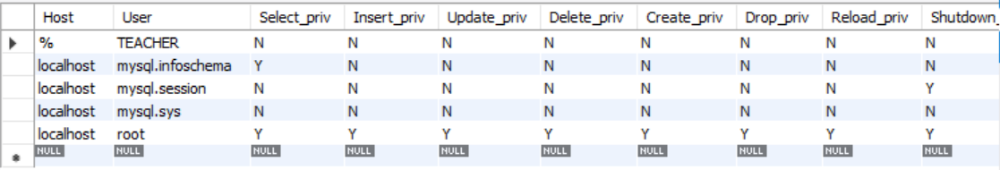 Host User Select_priv Insert_priv Update_priv Delete_priv Create_priv Drop_priv Reload_priv Shutdown_
% TEACHER N N N N N N N N
localhost mysql.infoschema Y N N N N N N N
localhost mysql.session N N N N N N N Y
localhost mysql.sys N N N N N N N N
localhost root Y Y Y Y Y Y Y Y
NULL NULL NULL NULL NULL NULL NULL NULL NULL NULL